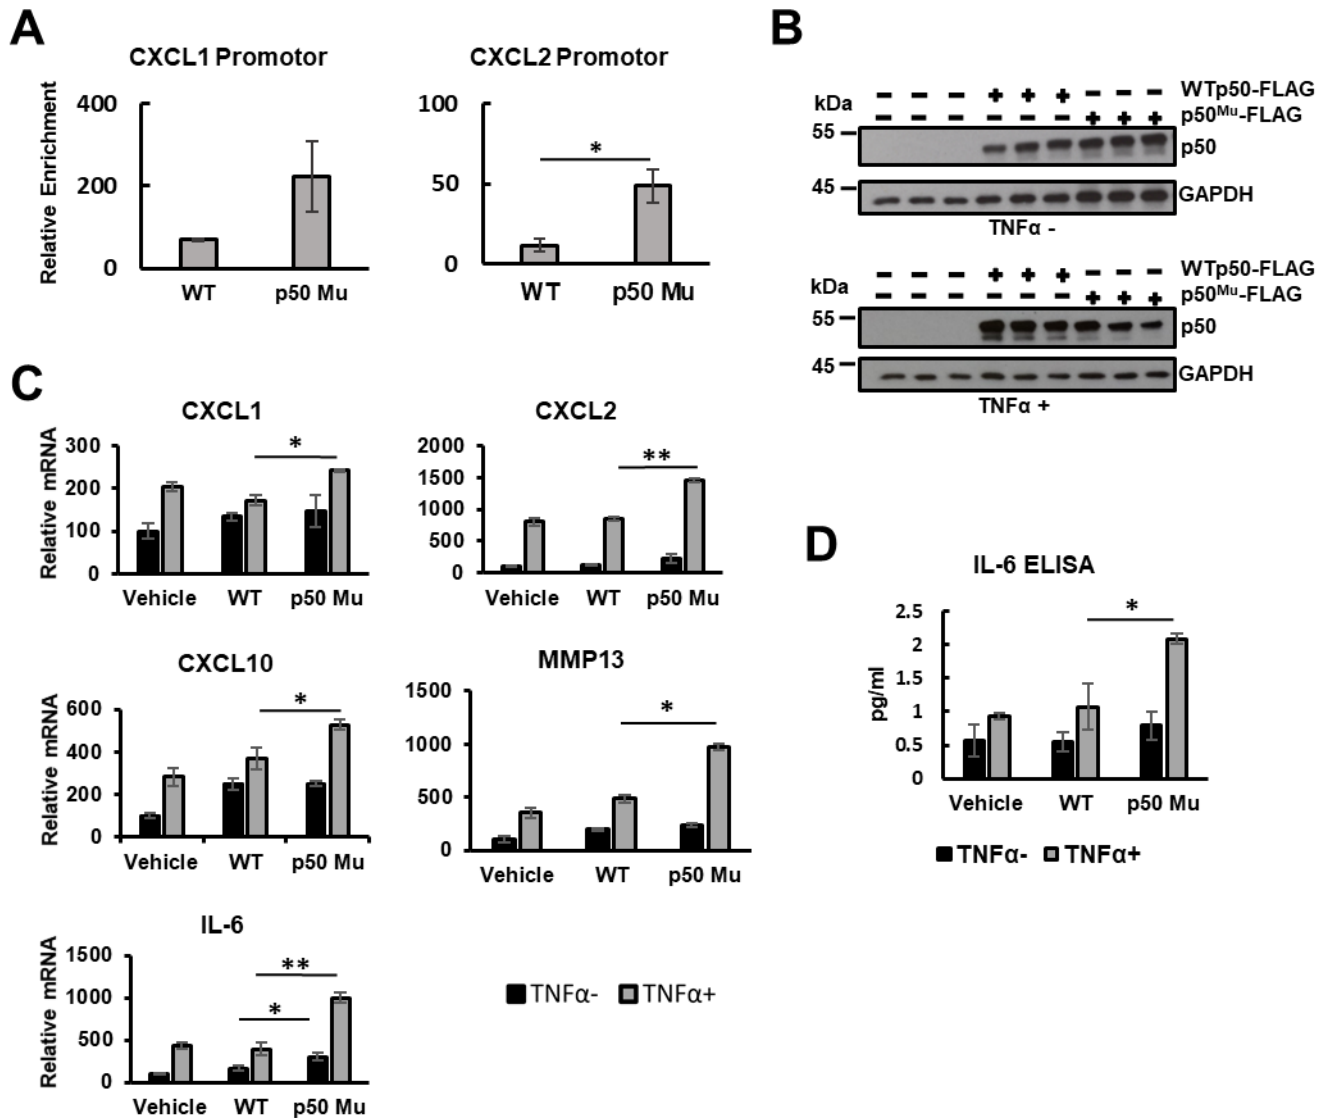 A
CXCL1 Promotor
Relative Enrichment
400
200
0
WT
p50 Mu
CXCL2 Promotor
100
50
0
*
WT
p50 Mu
B
kDa
- - - + + + - - - WTp50-FLAG
- - - - - - + + + p50Mu-FLAG
55
p50
45
GAPDH
TNFα -
kDa
- - - + + + - - - WTp50-FLAG
- - - - - - + + + p50Mu-FLAG
55
p50
45
GAPDH
TNFα +
C
CXCL1
Relative mRNA
300
200
100
0
*
Vehicle
WT
p50 Mu
CXCL2
2000
1500
1000
500
0
**
Vehicle
WT
p50 Mu
CXCL10
Relative mRNA
600
400
200
0
*
Vehicle
WT
p50 Mu
MMP13
1500
1000
500
0
*
Vehicle
WT
p50 Mu
IL-6
Relative mRNA
1500
1000
500
0
**
*
Vehicle
WT
p50 Mu
TNFα- TNFα+
D
IL-6 ELISA
pg/ml
2.5
2
1.5
1
0.5
0
*
Vehicle
WT
p50 Mu
TNFα- TNFα+